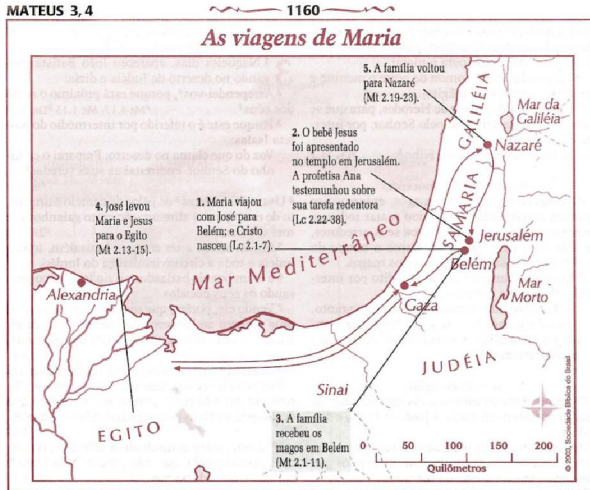 MATEUS 3, 4
1160
As viagens de Maria
5. A família voltou
para Nazaré
(Mt 2.19-23).
GALILÉIA
Mar da
Galiléia
Nazaré
2. O bebê Jesus
foi apresentado
no templo em Jerusalém.
A profetisa Ana
testemunhou sobre
sua tarefa redentora
(Lc 2.22-38).
SAMARIA
4. José levou
Maria e Jesus
para o Egito
(Mt 2.13-15).
1. Maria viajou
com José para
Belém; e Cristo
nasceu (Lc 2.1-7).
Jerusalém
Belém
Mar Mediterrâneo
Alexandria
Gaza
Mar
Morto
JUDÉIA
Sinai
EGITO
3. A família
recebeu os
magos em Belém
(Mt 2.1-11).
0 50 100 150 200
Quilômetros
© 2003, Sociedade Bíblica do Brasil